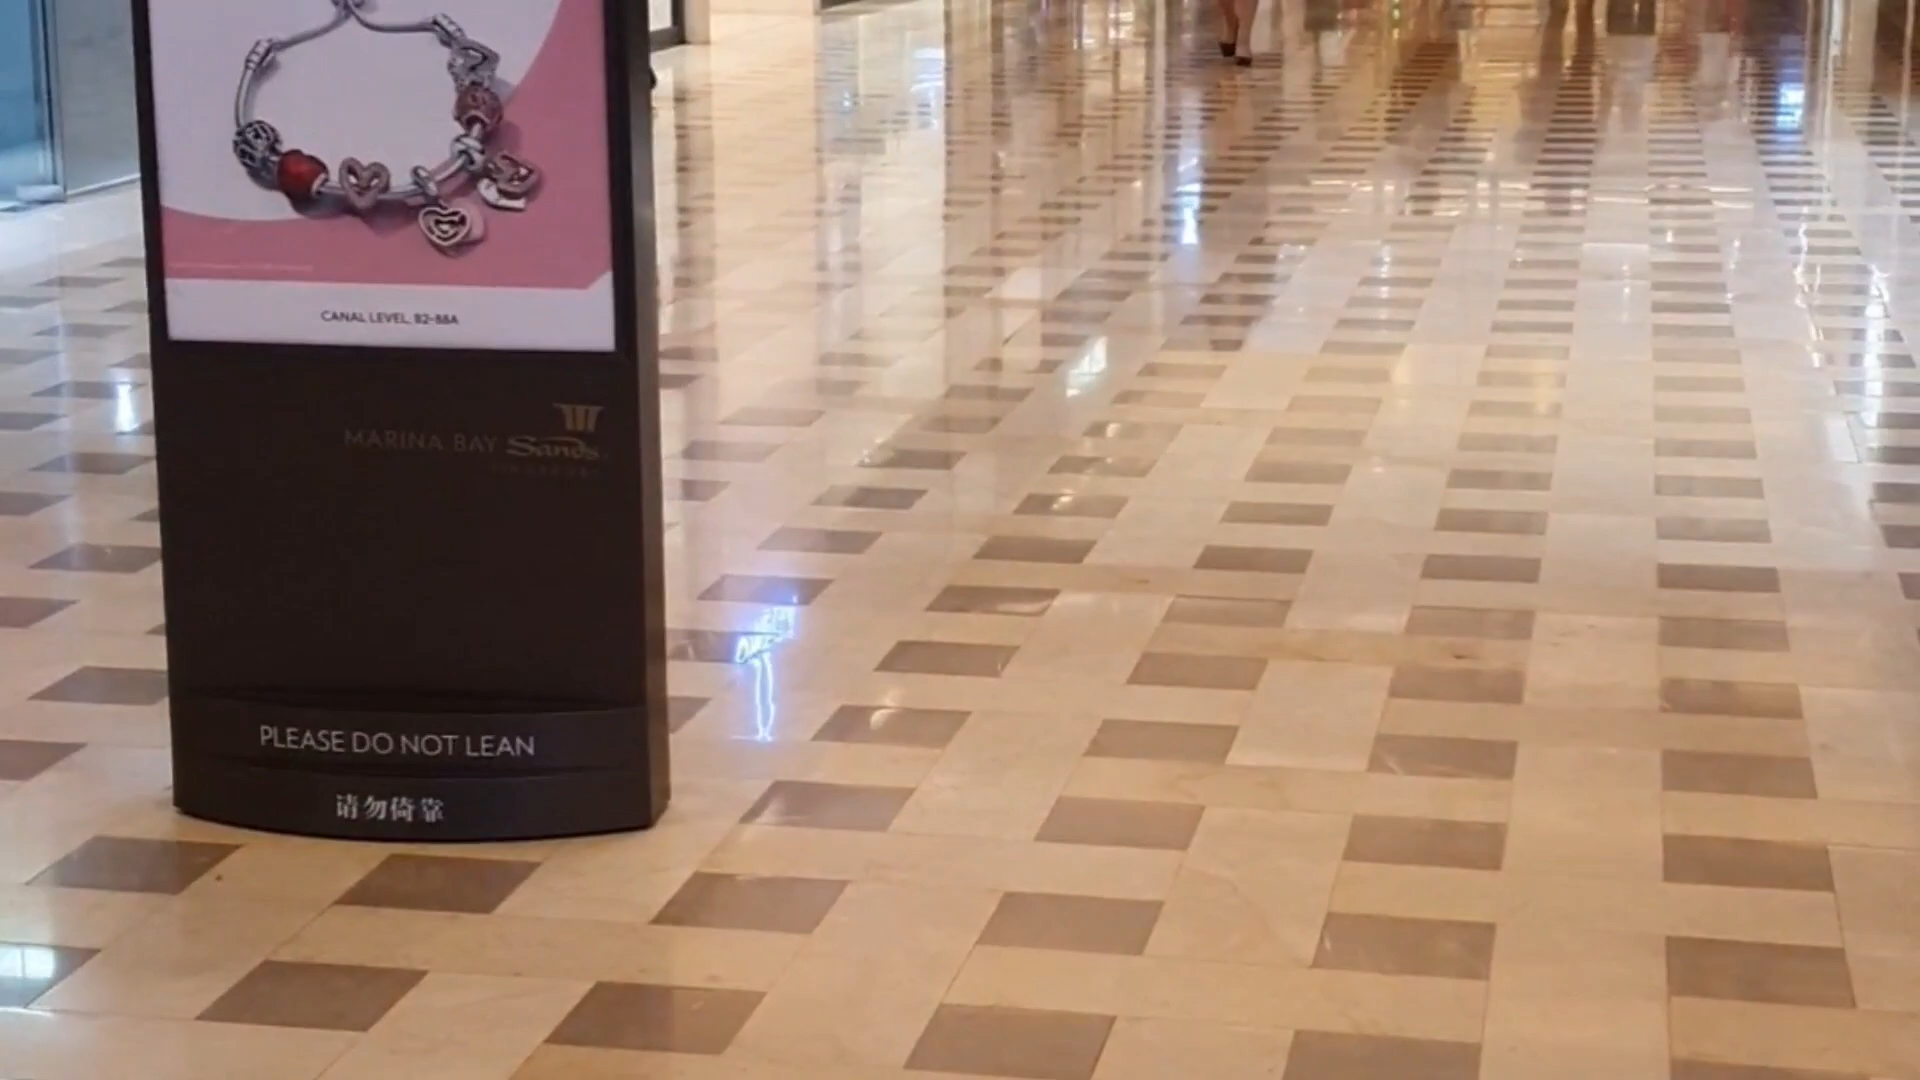 CANAL LEVEL, B2-88A
MARINA BAY Sands
PLEASE DO NOT LEAN
请勿倚靠